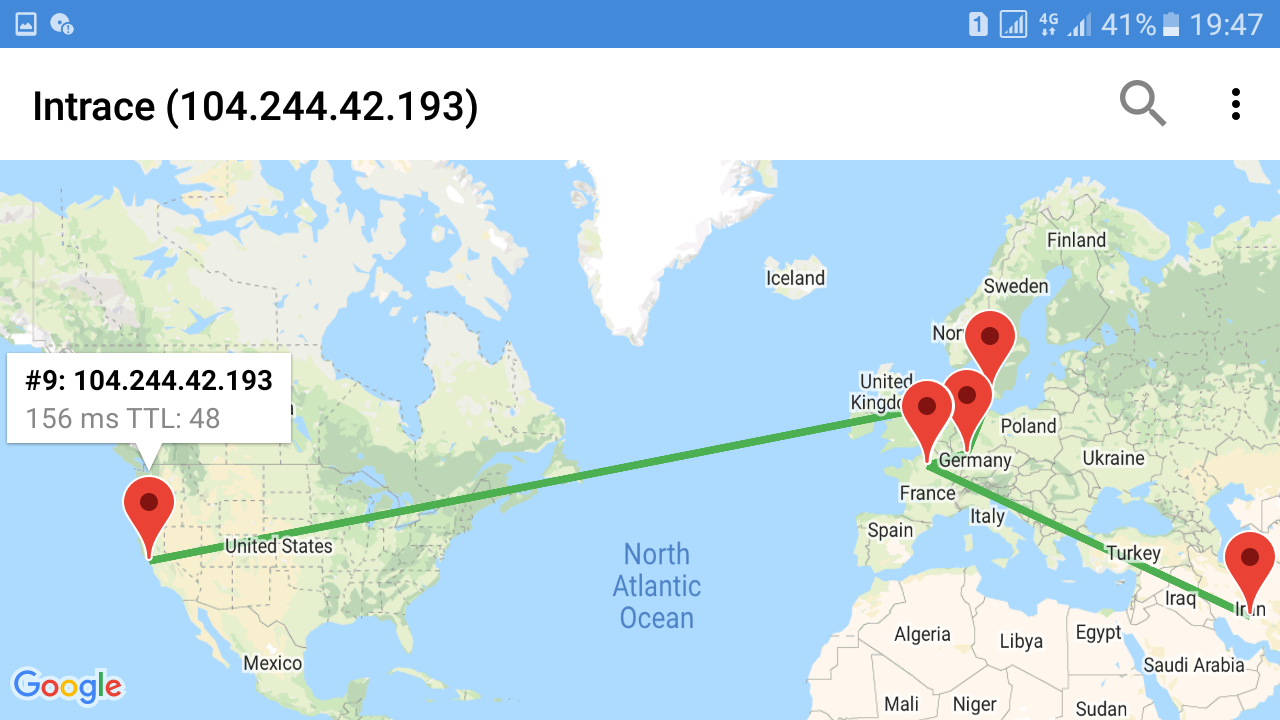 1 4G 41% 19:47
Intrace (104.244.42.193)
Finland
Iceland
Sweden
Nor
#9: 104.244.42.193
156 ms TTL: 48
United
Kingdo
Poland
Germany
Ukraine
France
Italy
Spain
United States
Turkey
North
Atlantic
Ocean
Iraq
Iran
Algeria
Libya
Egypt
Mexico
Saudi Arabia
Google
Mali
Niger
Sudan